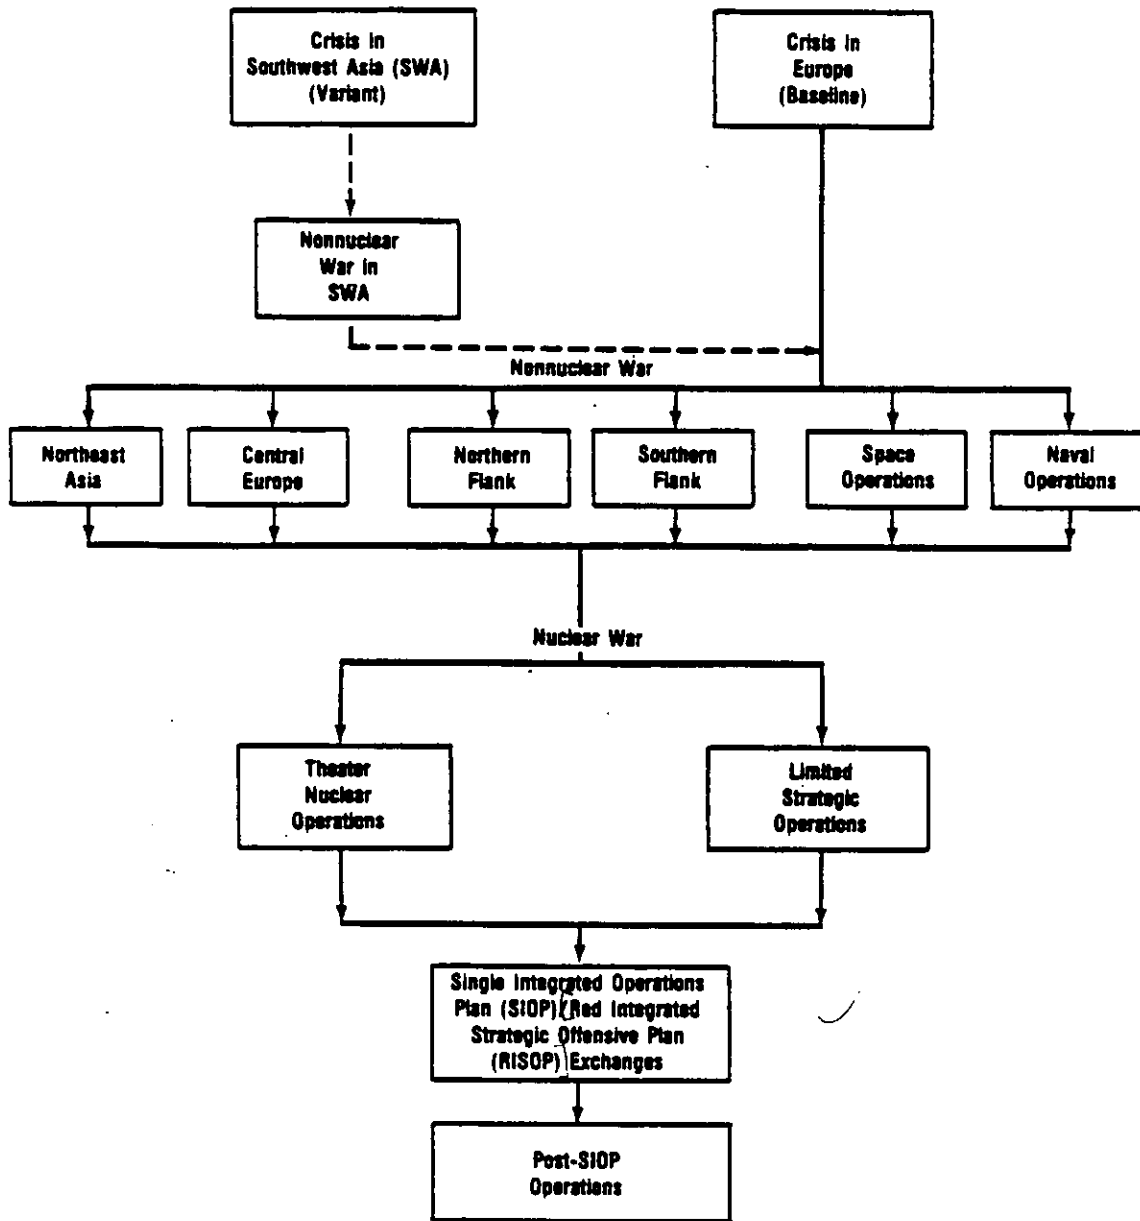 Crisis in
Southwest Asia (SWA)
(Variant)
Crisis in
Europe
(Baseline)
Nonnuclear
War in
SWA
Nonnuclear War
Northeast
Asia
Central
Europe
Northern
Flank
Southern
Flank
Space
Operations
Naval
Operations
Nuclear War
Theater
Nuclear
Operations
Limited
Strategic
Operations
Single Integrated Operations
Plan (SIOP)/Red Integrated
Strategic Offensive Plan
(RISOP) Exchanges
Post-SIOP
Operations